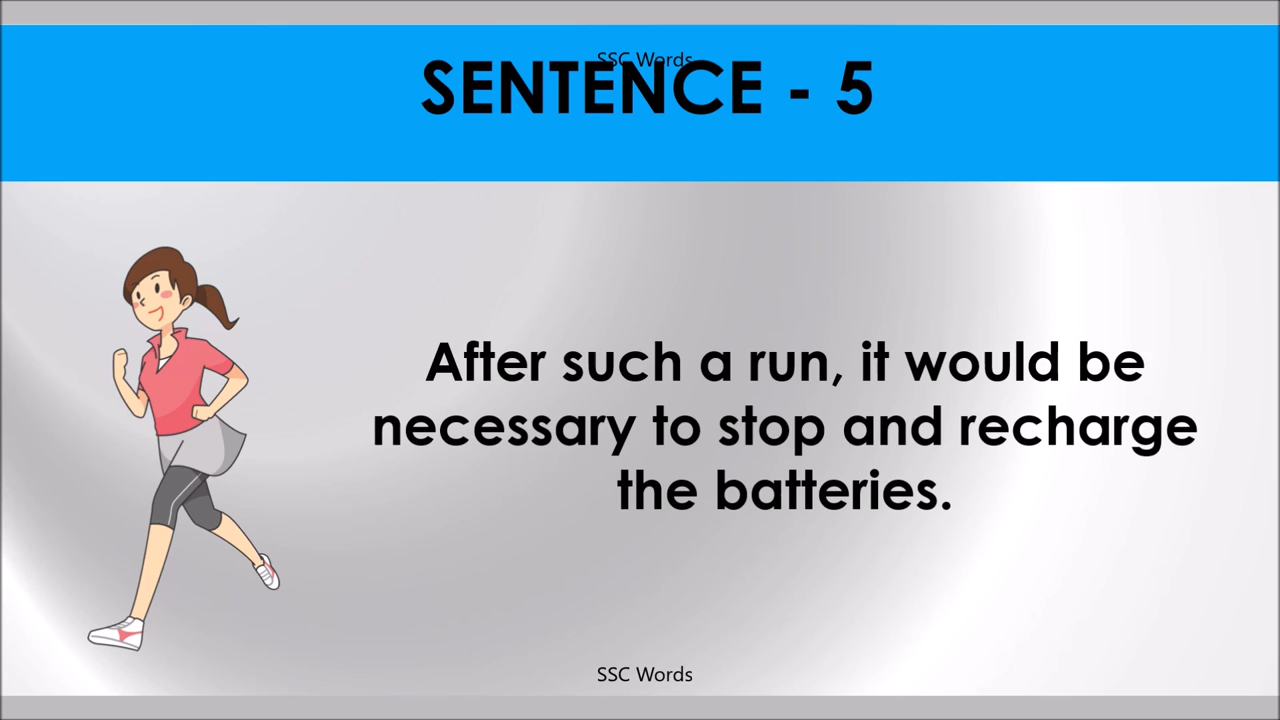 SSC Words
SENTENCE - 5
After such a run, it would be
necessary to stop and recharge
the batteries.
SSC Words